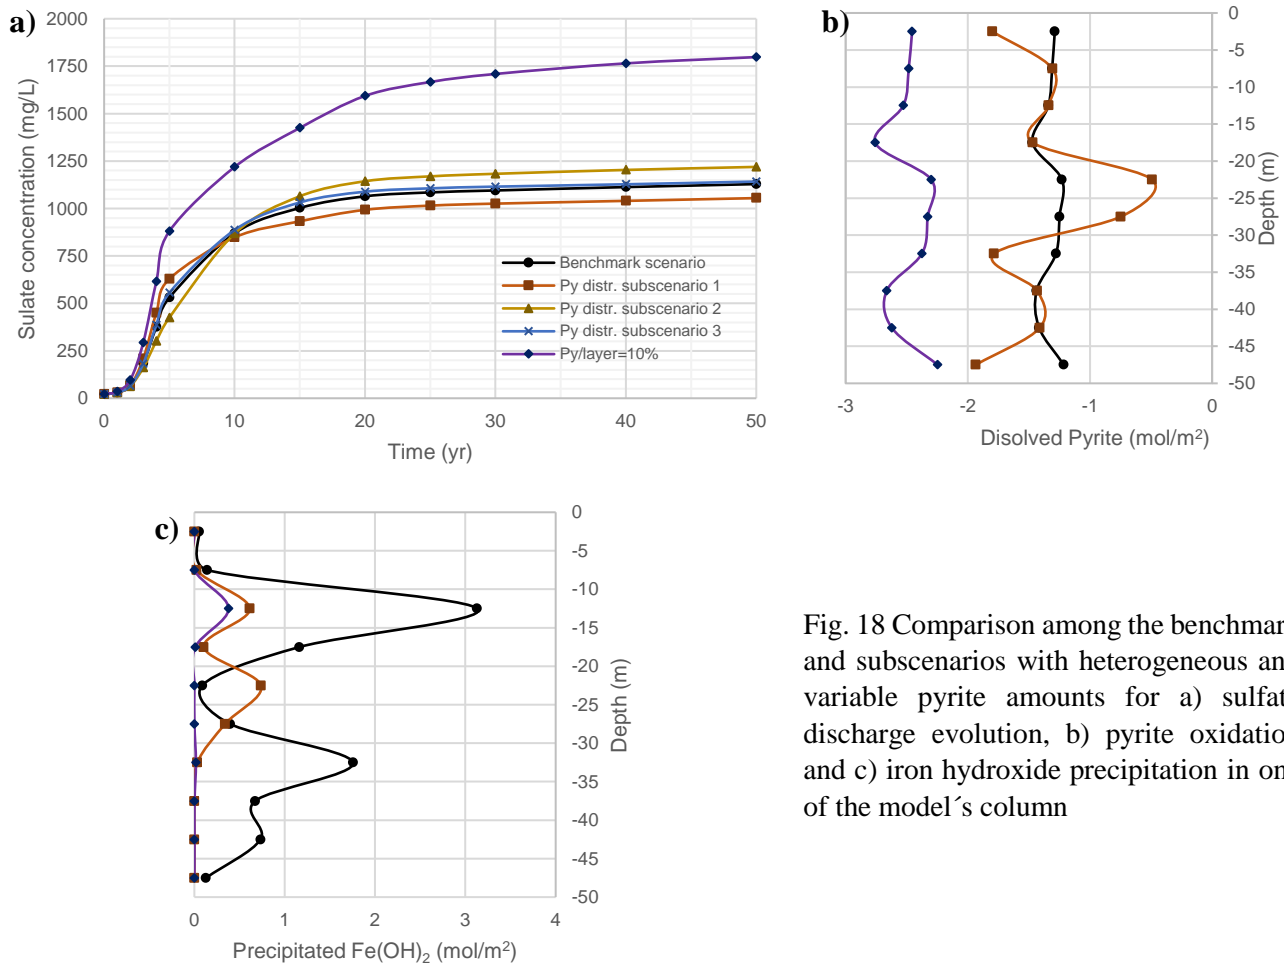 a)
2000
1750
1500
1250
1000
750
500
250
0
Sulate concentration (mg/L)
0 10 20 30 40 50
Time (yr)
Benchmark scenario
Py distr. subscenario 1
Py distr. subscenario 2
Py distr. subscenario 3
Py/layer=10%
b)
0
-5
-10
-15
-20
-25
-30
-35
-40
-45
-50
Depth (m)
-3 -2 -1 0
Disolved Pyrite (mol/m²)
c)
0
-5
-10
-15
-20
-25
-30
-35
-40
-45
-50
Depth (m)
0 1 2 3 4
Precipitated Fe(OH)₂ (mol/m²)
Fig. 18 Comparison among the benchmar
and subscenarios with heterogeneous an
variable pyrite amounts for a) sulfat
discharge evolution, b) pyrite oxidatio
and c) iron hydroxide precipitation in on
of the model´s column